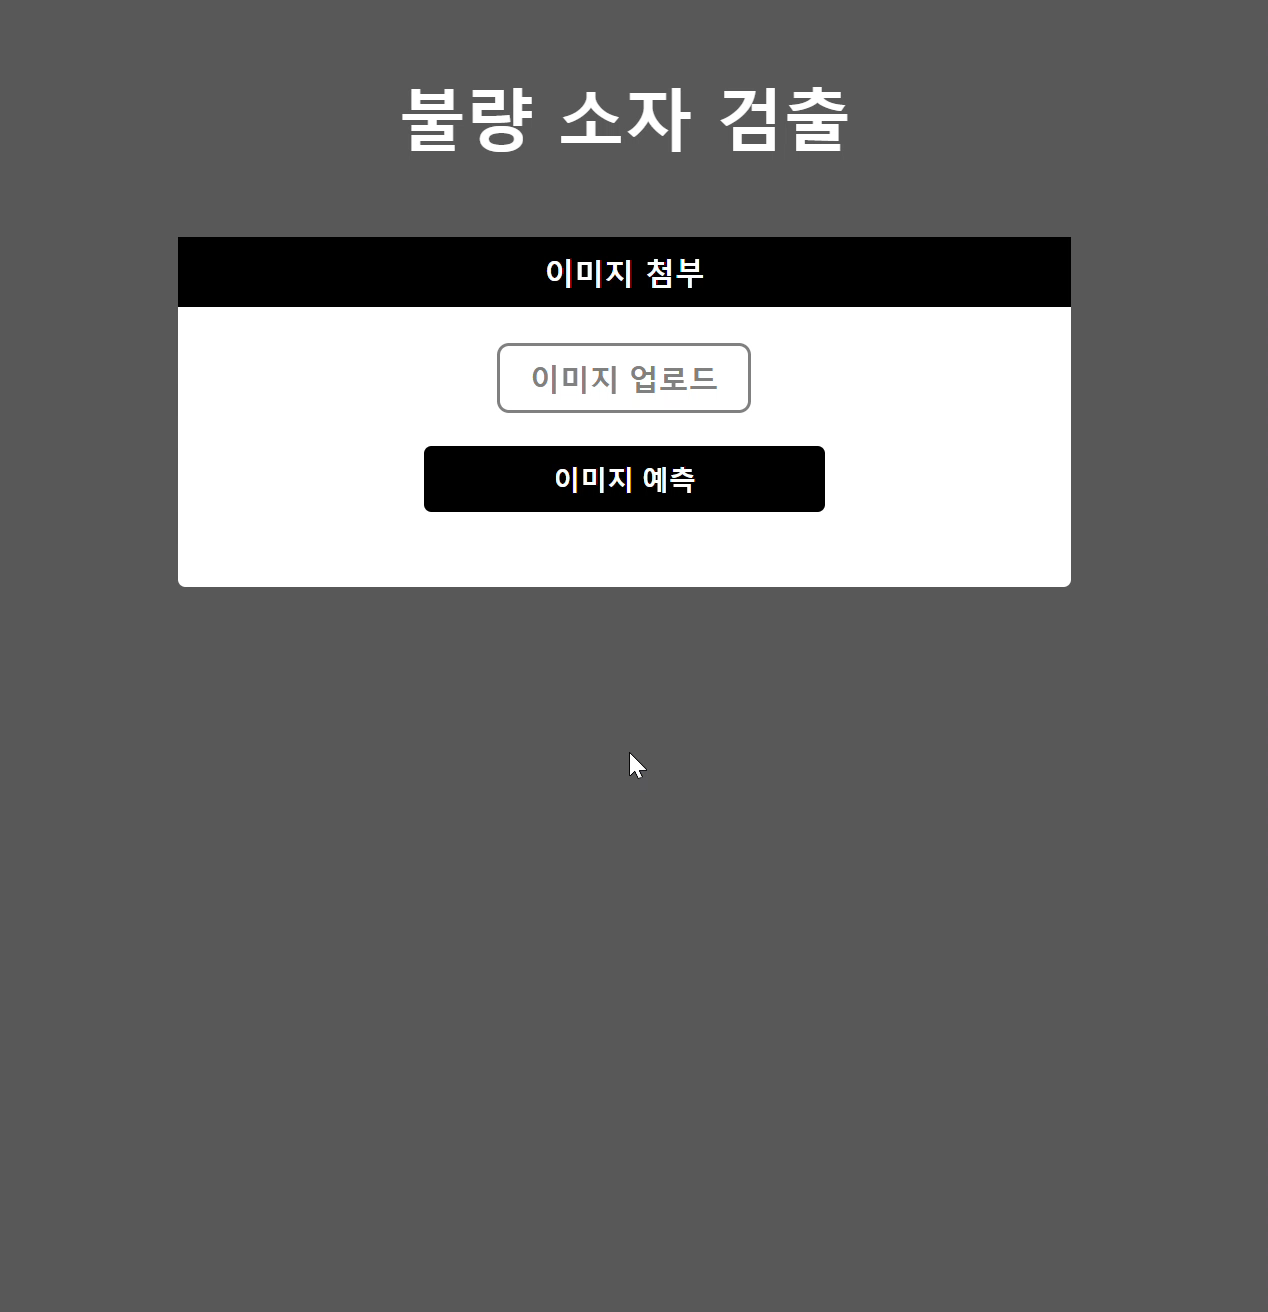 불량 소자 검출
이미지 첨부
이미지 업로드
이미지 예측